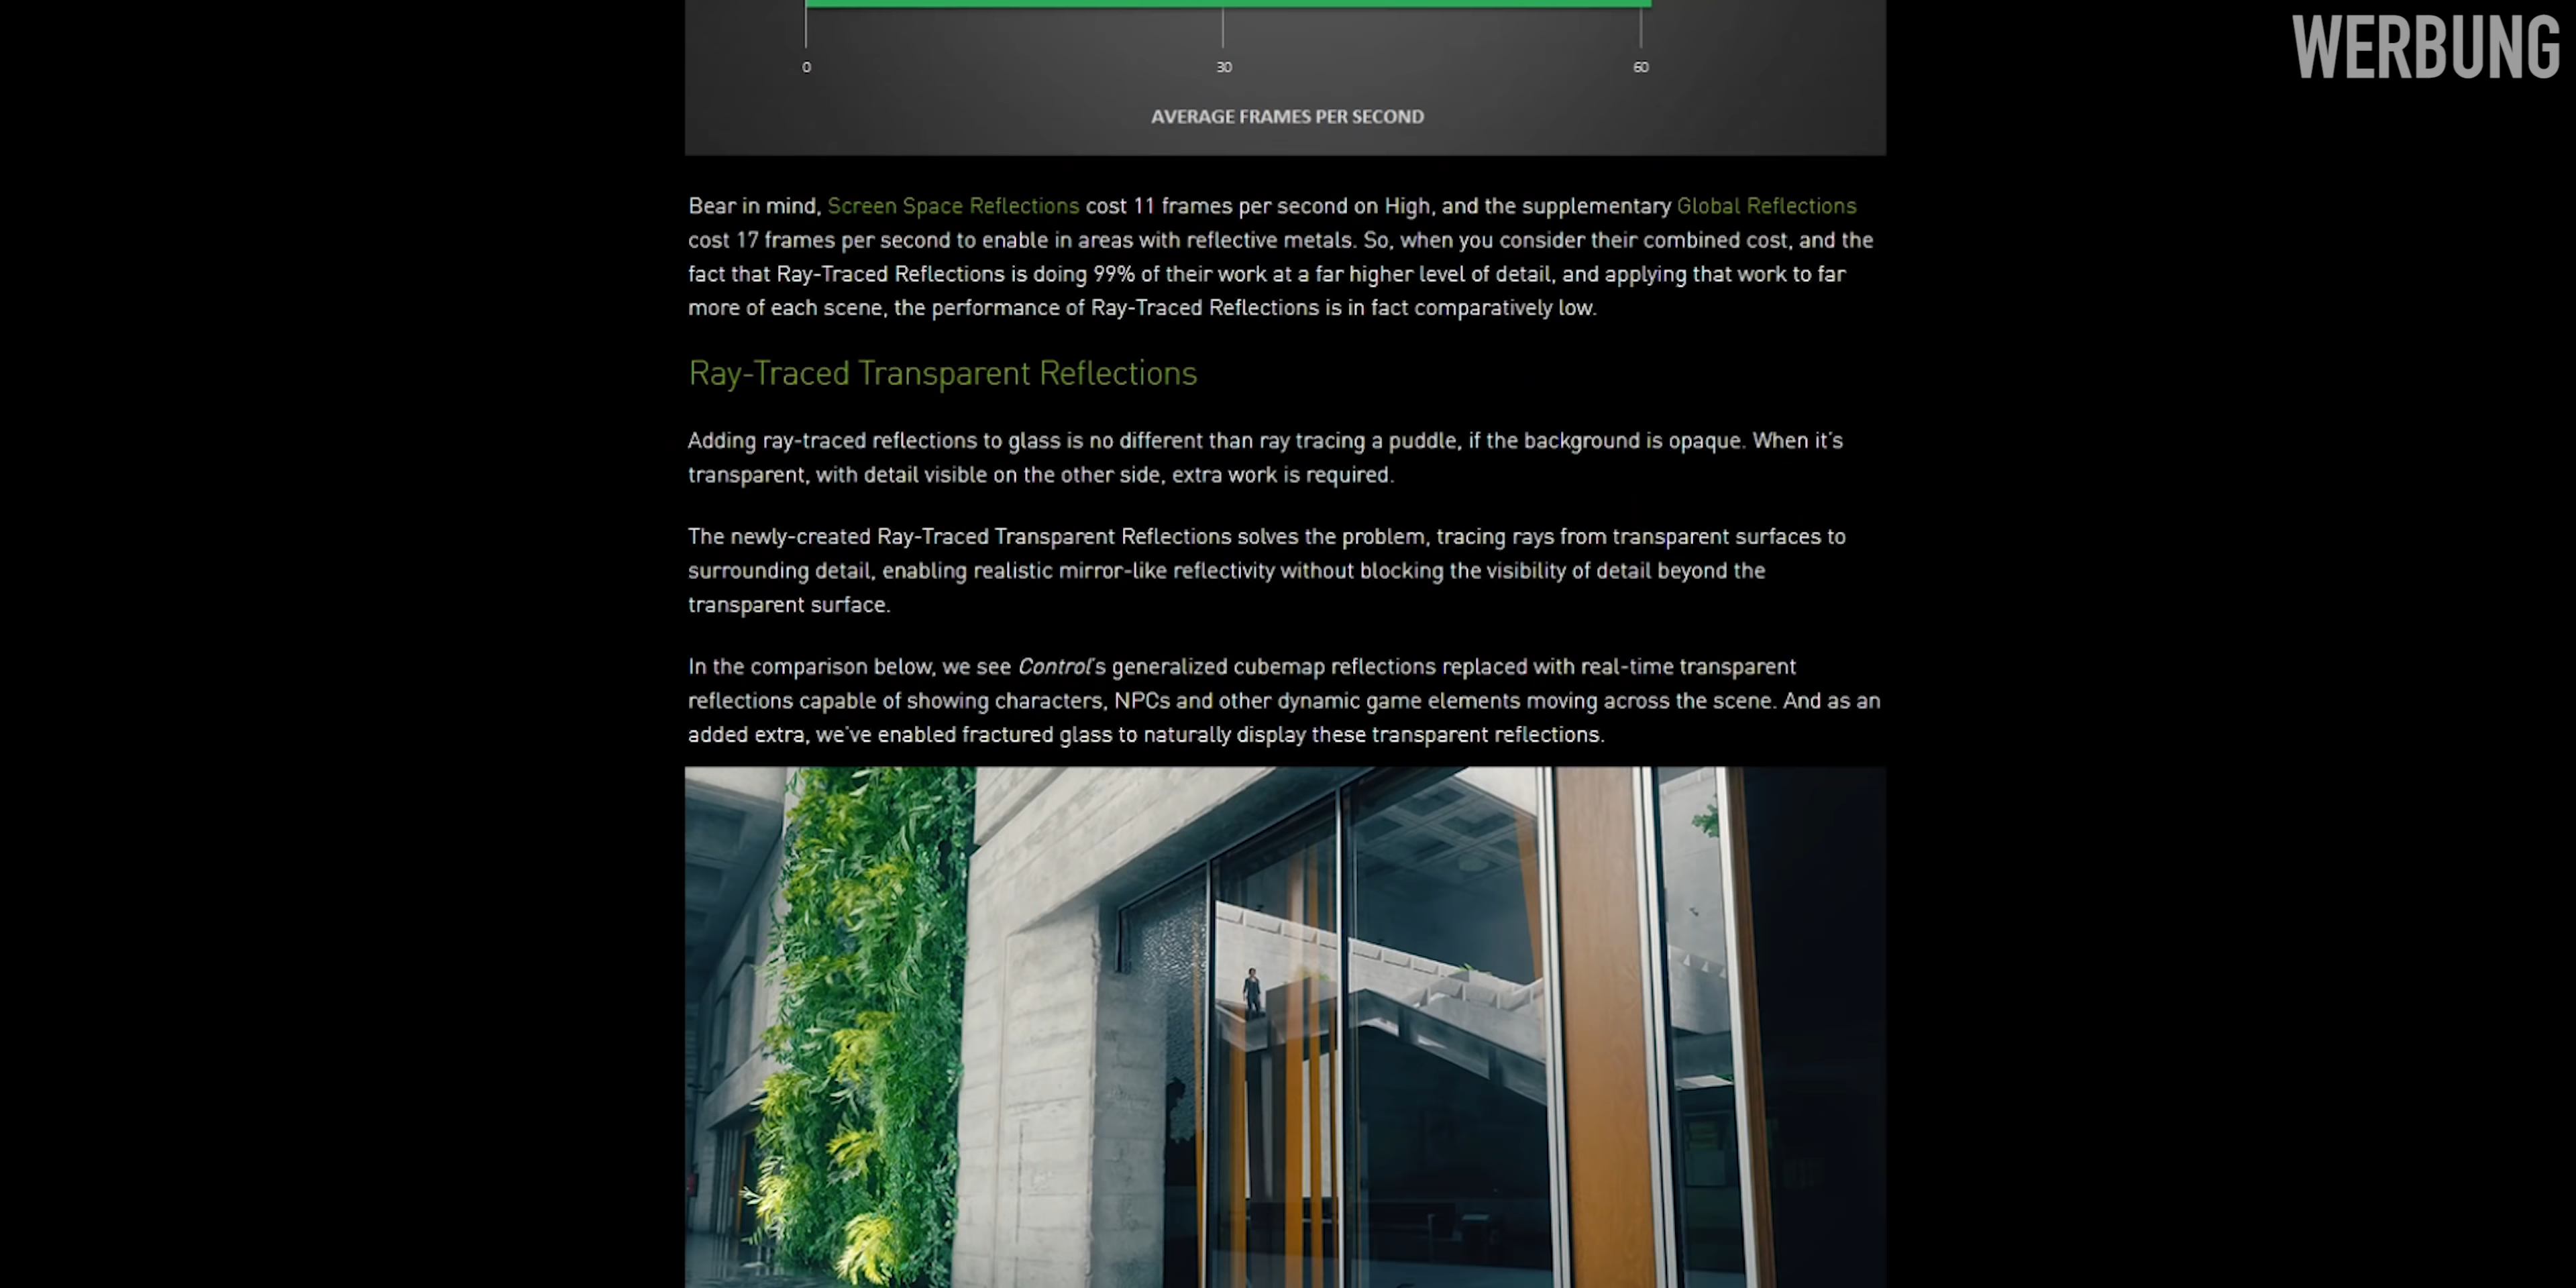 WERBUNG
0 30 60
AVERAGE FRAMES PER SECOND
Bear in mind, Screen Space Reflections cost 11 frames per second on High, and the supplementary Global Reflections
cost 17 frames per second to enable in areas with reflective metals. So, when you consider their combined cost, and the
fact that Ray-Traced Reflections is doing 99% of their work at a far higher level of detail, and applying that work to far
more of each scene, the performance of Ray-Traced Reflections is in fact comparatively low.
Ray-Traced Transparent Reflections
Adding ray-traced reflections to glass is no different than ray tracing a puddle, if the background is opaque. When it's
transparent, with detail visible on the other side, extra work is required.
The newly-created Ray-Traced Transparent Reflections solves the problem, tracing rays from transparent surfaces to
surrounding detail, enabling realistic mirror-like reflectivity without blocking the visibility of detail beyond the
transparent surface.
In the comparison below, we see Control's generalized cubemap reflections replaced with real-time transparent
reflections capable of showing characters, NPCs and other dynamic game elements moving across the scene. And as an
added extra, we've enabled fractured glass to naturally display these transparent reflections.